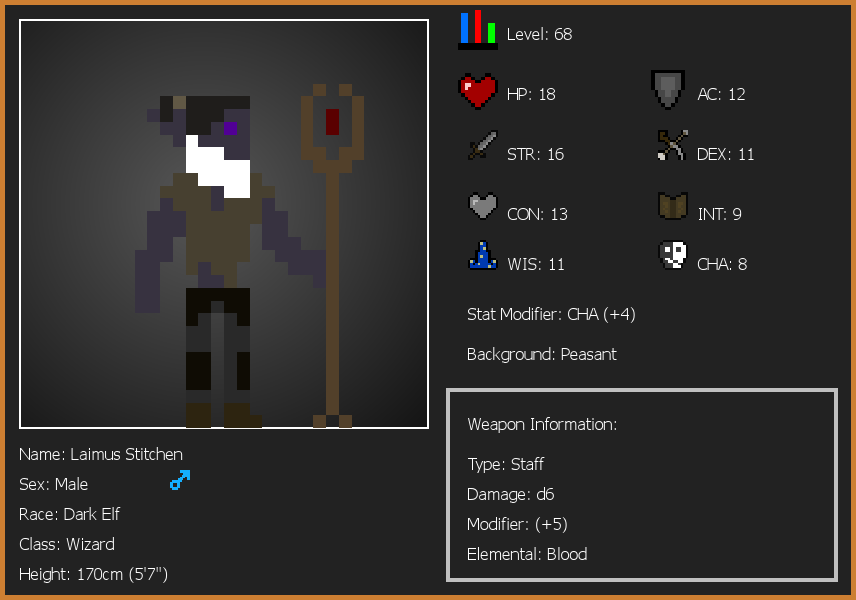 Level: 68
HP: 18
AC: 12
STR: 16
DEX: 11
CON: 13
INT: 9
WIS: 11
CHA: 8
Stat Modifier: CHA (+4)
Background: Peasant
Weapon Information:
Type: Staff
Damage: d6
Modifier: (+5)
Elemental: Blood
Name: Laimus Stitchen
Sex: Male
Race: Dark Elf
Class: Wizard
Height: 170cm (5'7")